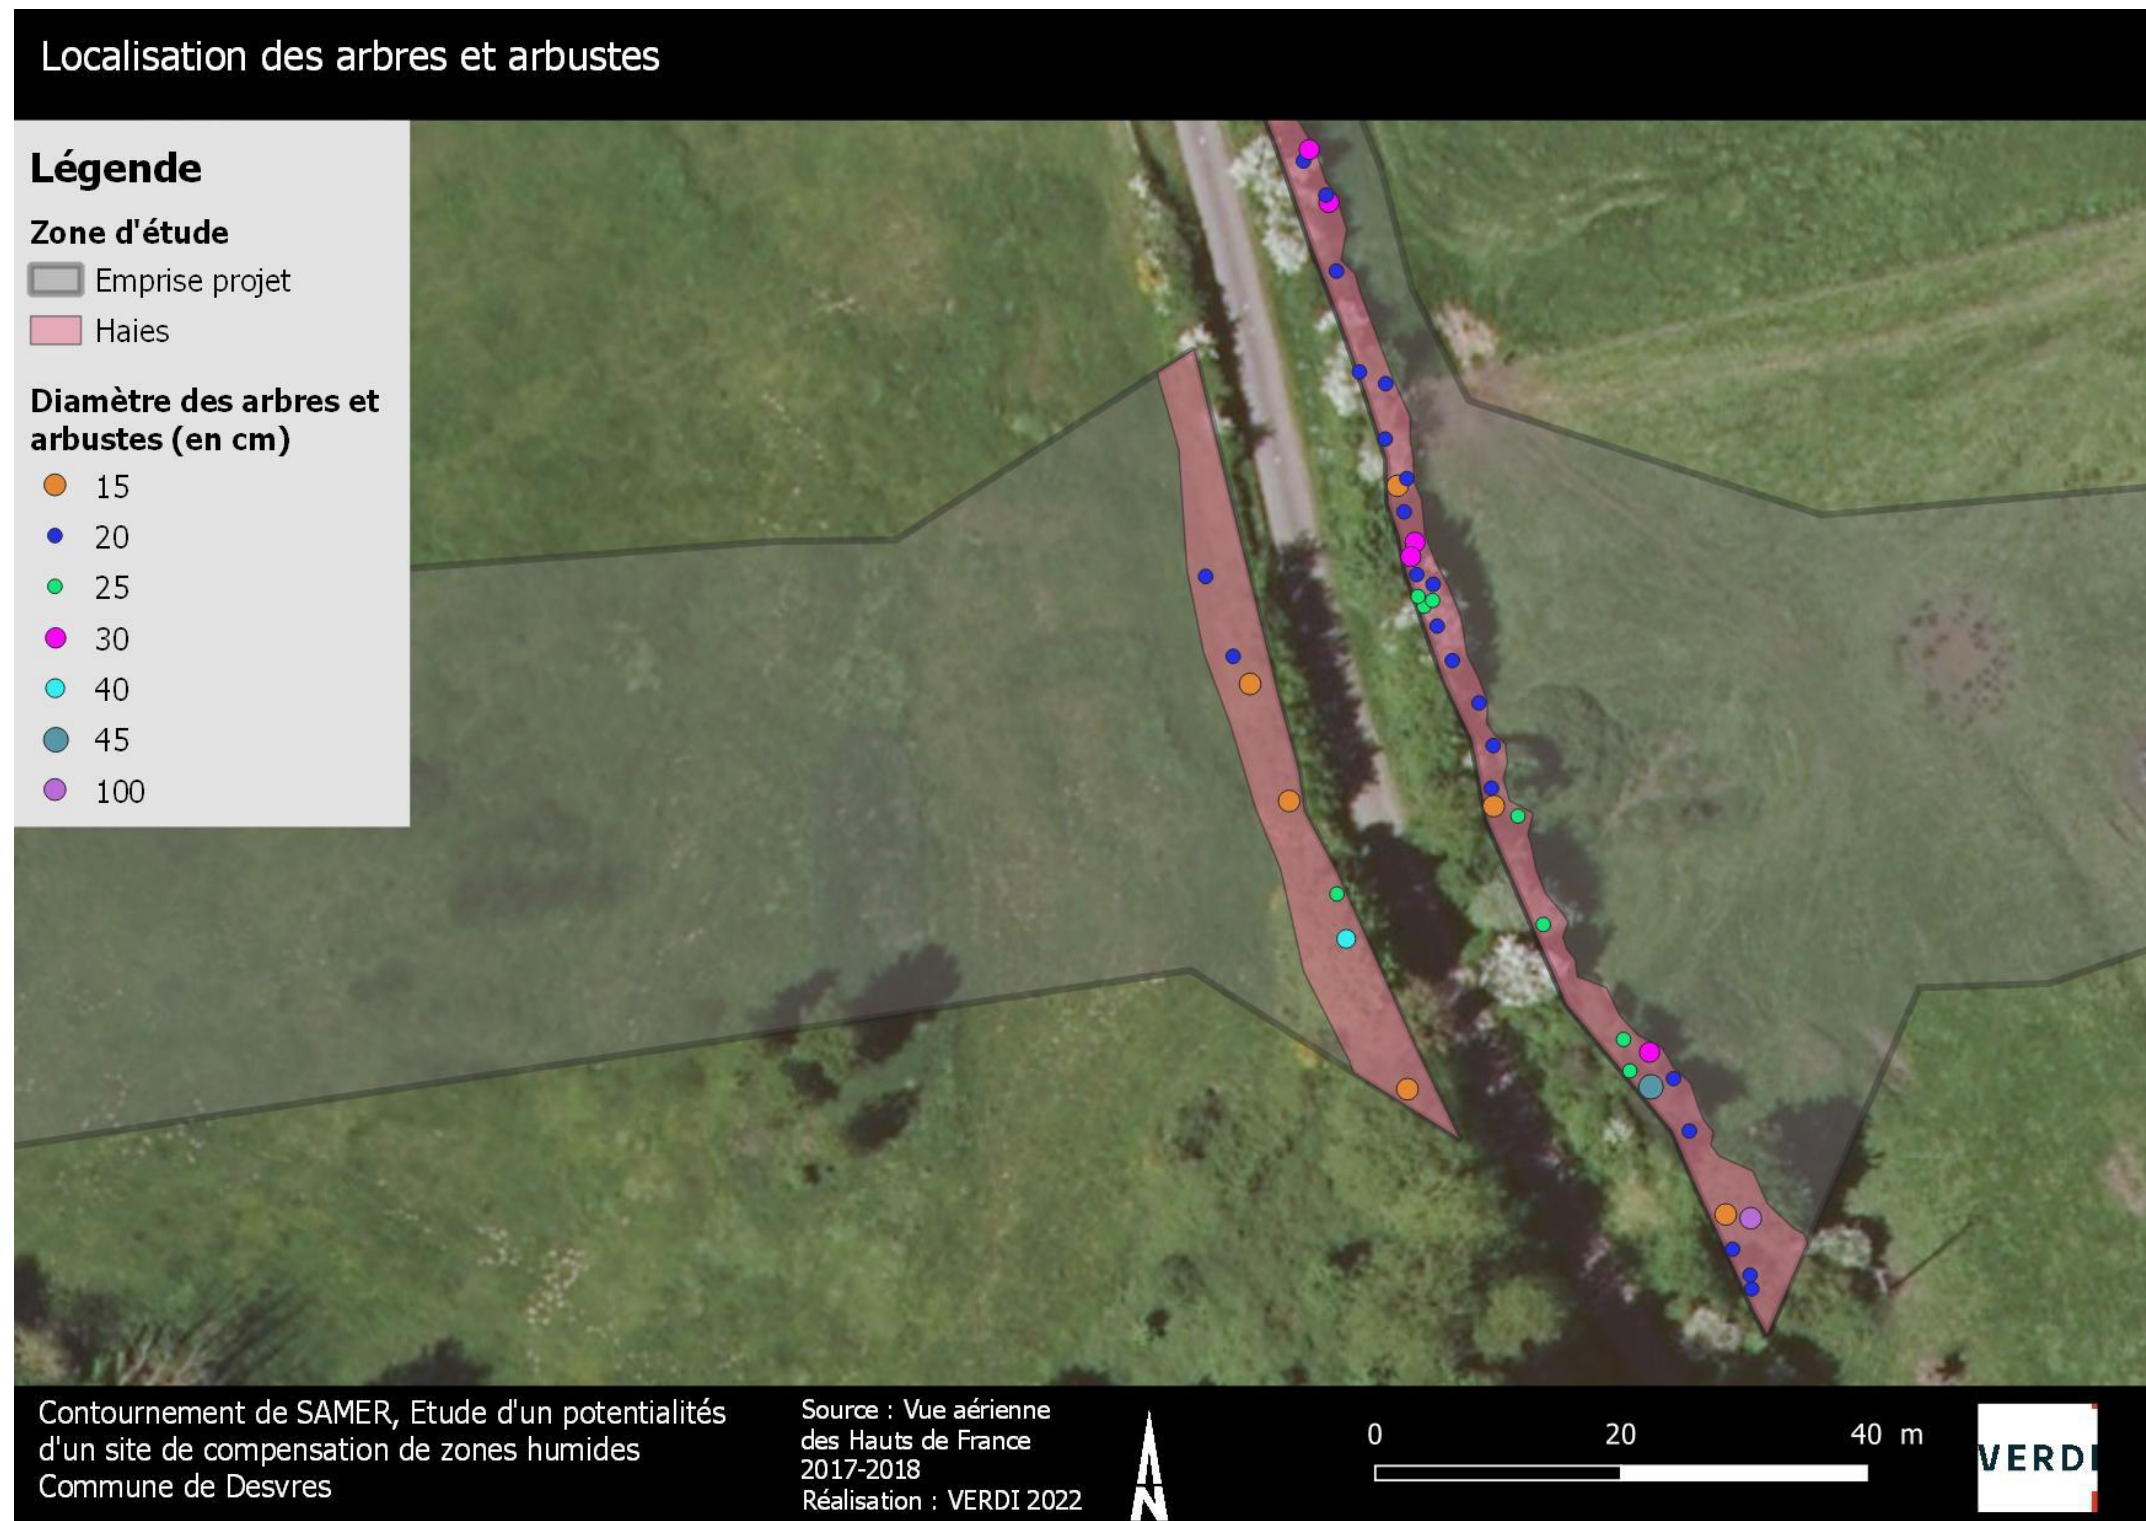 Localisation des arbres et arbustes
Légende
Zone d'étude
Emprise projet
Haies
Diamètre des arbres et
arbustes (en cm)
15
20
25
30
40
45
100
Contournement de SAMER, Etude d'un potentialités
d'un site de compensation de zones humides
Commune de Desvres
Source : Vue aérienne
des Hauts de France
2017-2018
Réalisation : VERDI 2022
N
0 20 40 m
VERDI